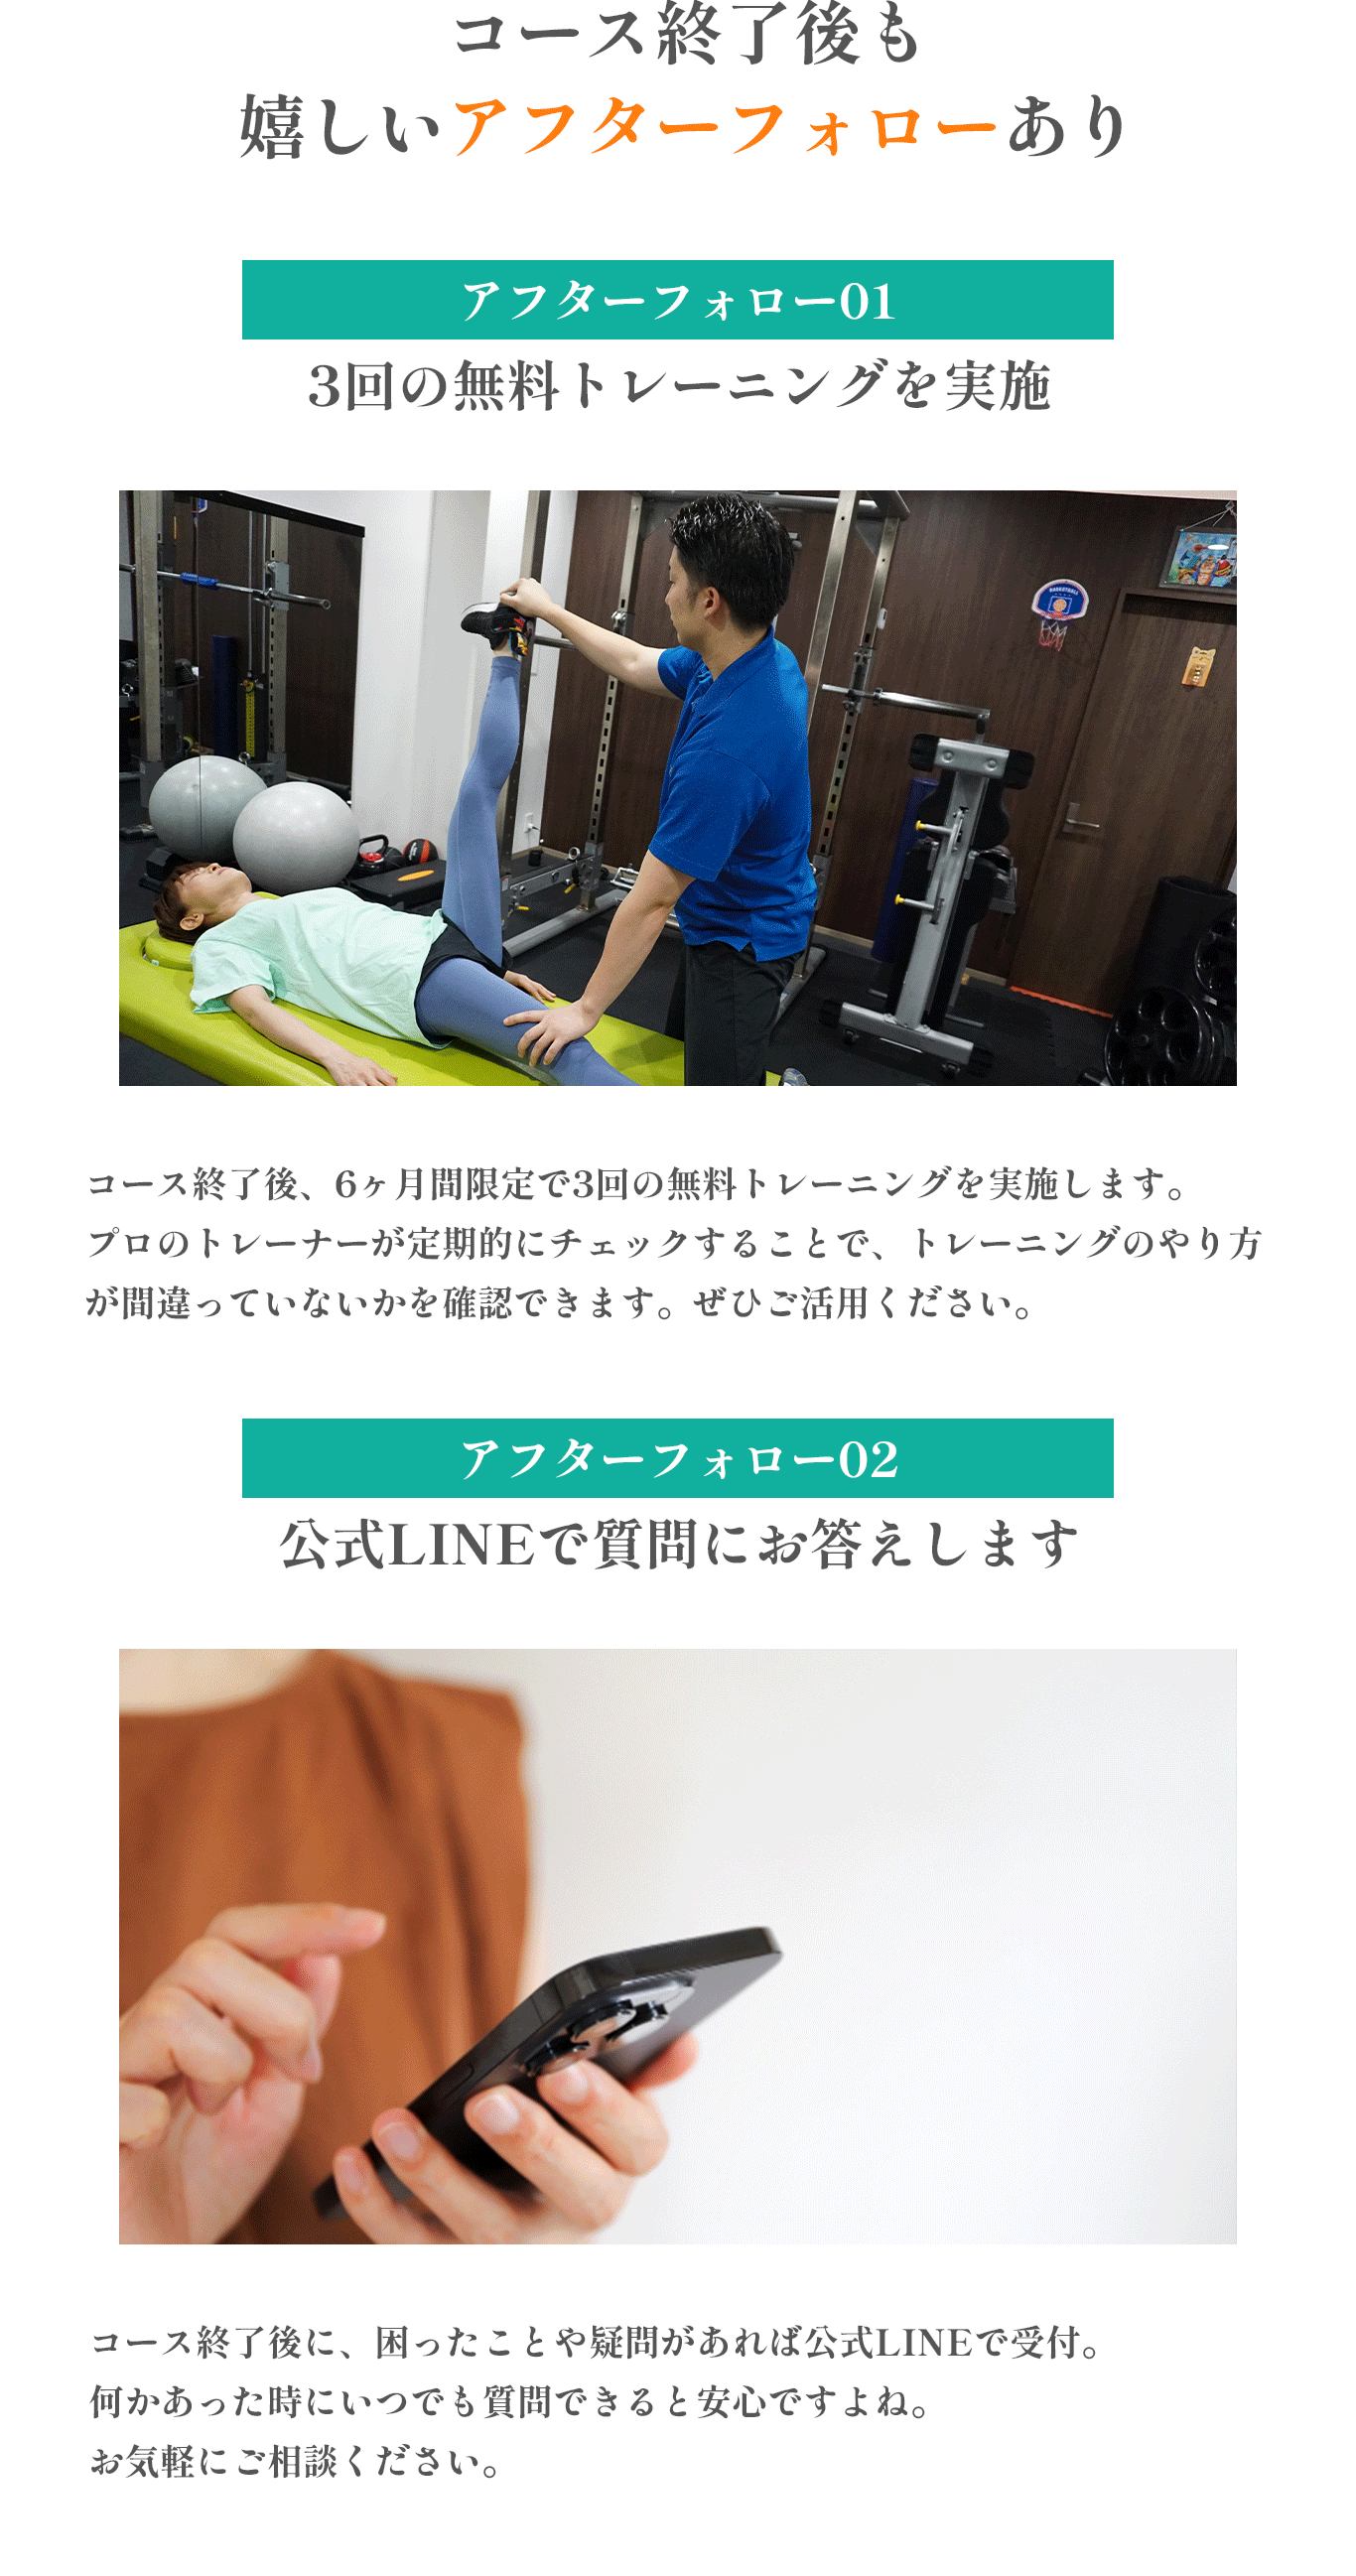 コース終了後も
嬉しいアフターフォローあり
アフターフォロー01
3回の無料トレーニングを実施
BASKETBALL
コース終了後、6ヶ月間限定で3回の無料トレーニングを実施します。
プロのトレーナーが定期的にチェックすることで、トレーニングのやり方
が間違っていないかを確認できます。ぜひご活用ください。
アフターフォロー02
公式LINEで質問にお答えします
コース終了後に、困ったことや疑問があれば公式LINEで受付。
何かあった時にいつでも質問できると安心ですよね。
お気軽にご相談ください。